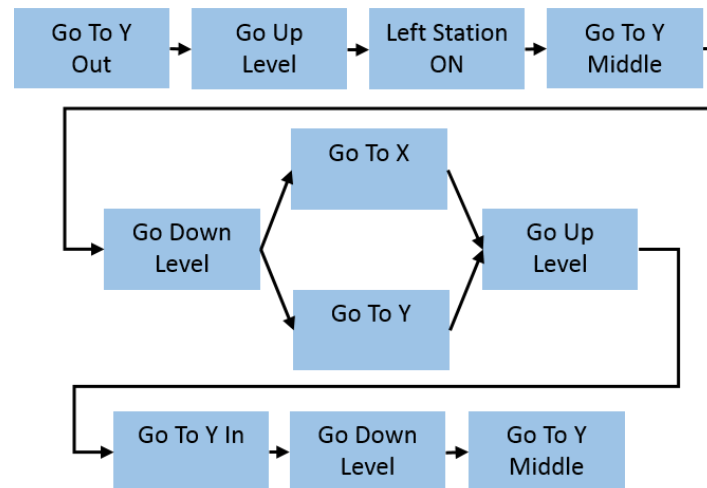 Go To Y
Out
Go Up
Level
Left Station
ON
Go To Y
Middle
Go To X
Go Down
Level
Go Up
Level
Go To Y
Go To Y In
Go Down
Level
Go To Y
Middle